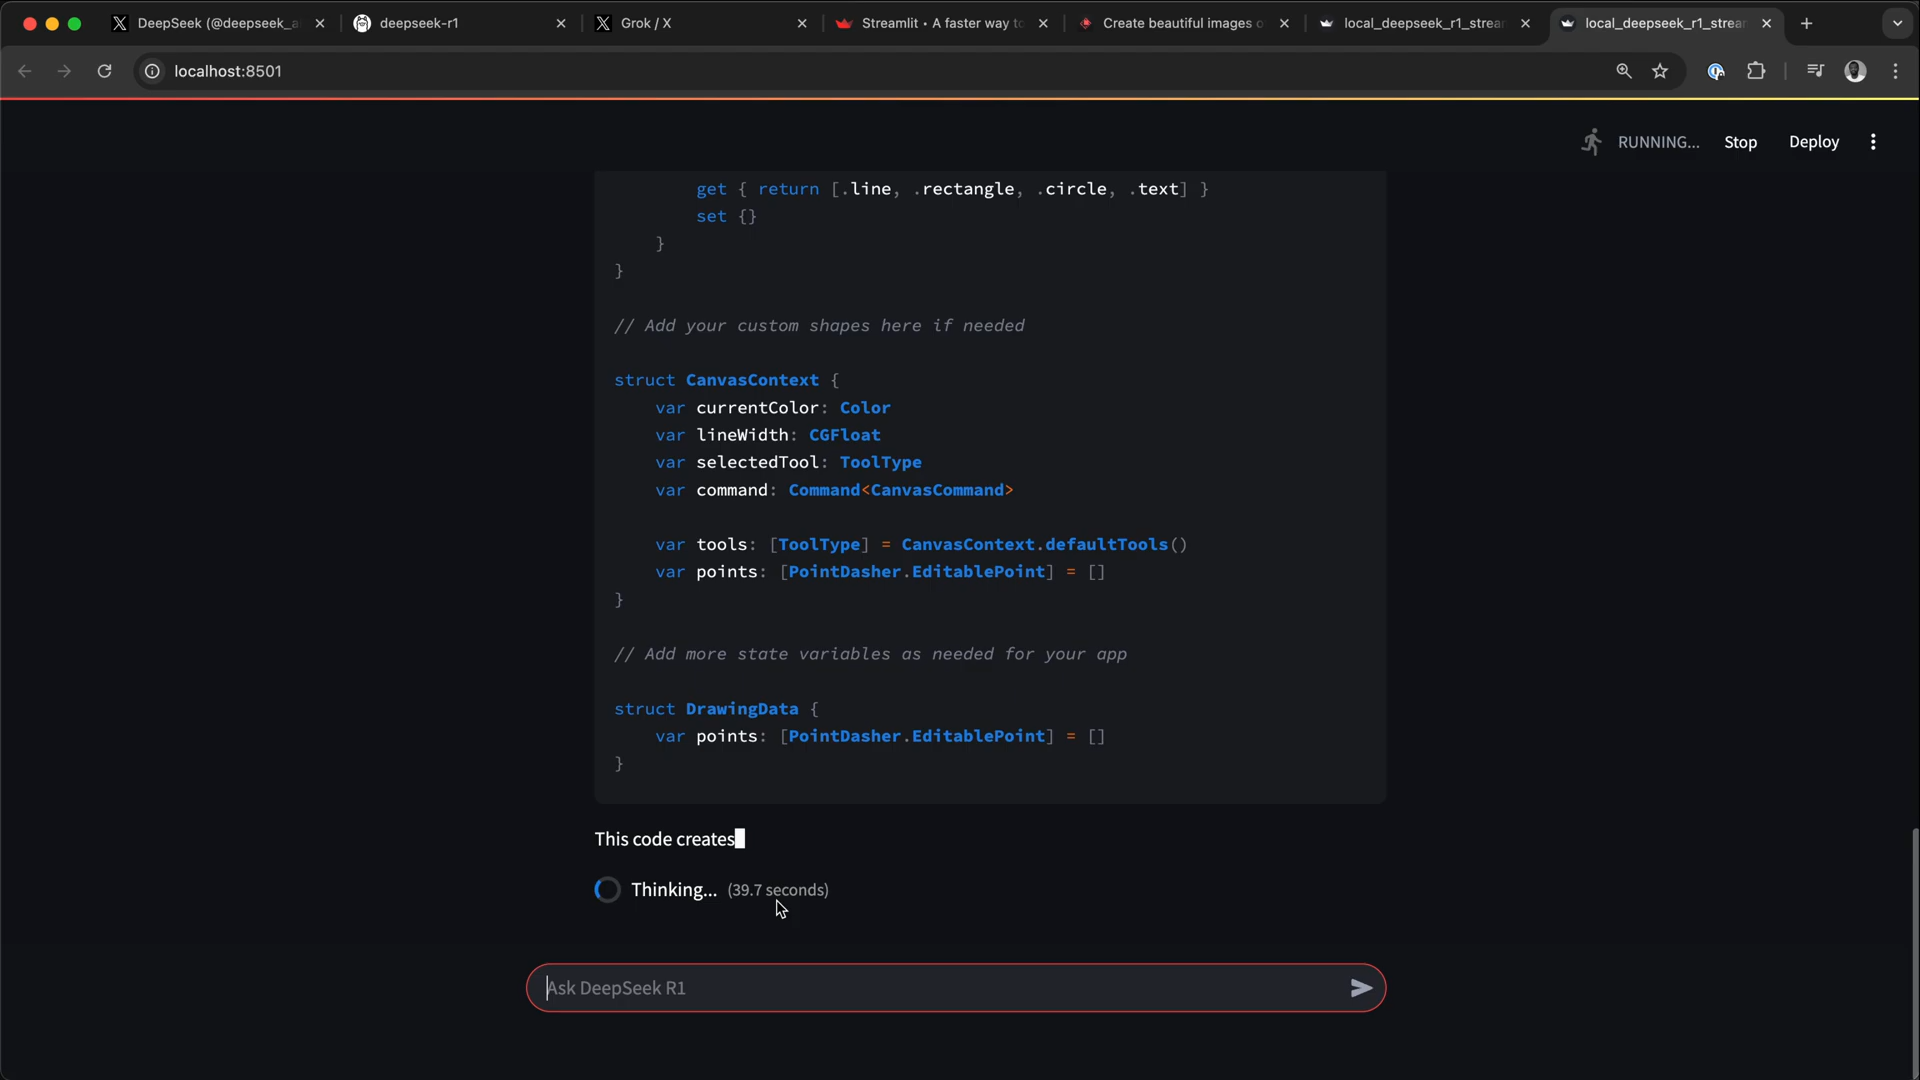 DeepSeek (@deepseek_a
deepseek-r1
Grok / X
Streamlit • A faster way to
Create beautiful images o
local_deepseek_r1_strear
local_deepseek_r1_strear
localhost:8501
RUNNING...
Stop
Deploy
get { return [.line, .rectangle, .circle, .text] }
set {}
}
}
// Add your custom shapes here if needed
struct CanvasContext {
var currentColor: Color
var lineWidth: CGFloat
var selectedTool: ToolType
var command: Command<CanvasCommand>
var tools: [ToolType] = CanvasContext.defaultTools()
var points: [PointDasher.EditablePoint] = []
}
// Add more state variables as needed for your app
struct DrawingData {
var points: [PointDasher.EditablePoint] = []
}
This code creates
Thinking... (39.7 seconds)
Ask DeepSeek R1